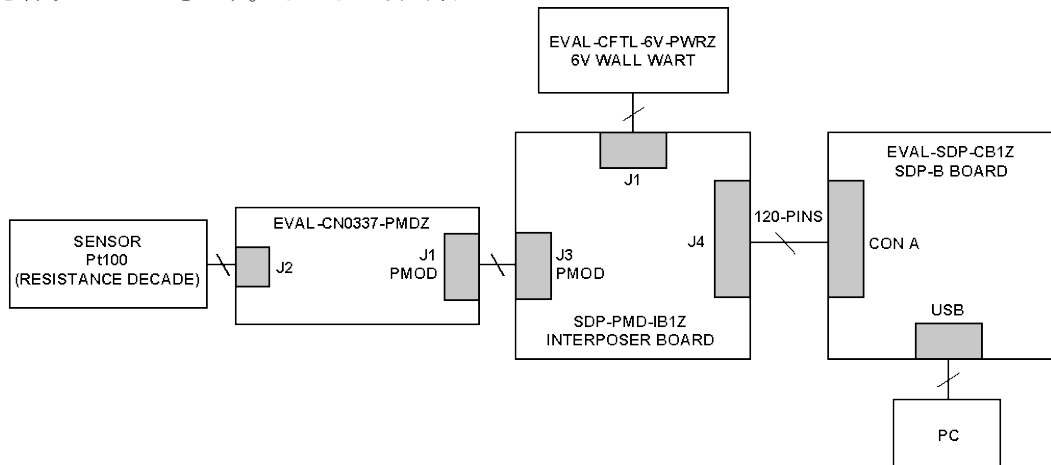 EVAL-CFTL-6V-PWRZ
6V WALL WART
J1
EVAL-SDP-CB1Z
SDP-B BOARD
120-PINS
J4
CON A
EVAL-CN0337-PMDZ
SENSOR
Pt100
(RESISTANCE DECADE)
J2
J1
PMOD
J3
PMOD
SDP-PMD-IB1Z
INTERPOSER BOARD
USB
PC